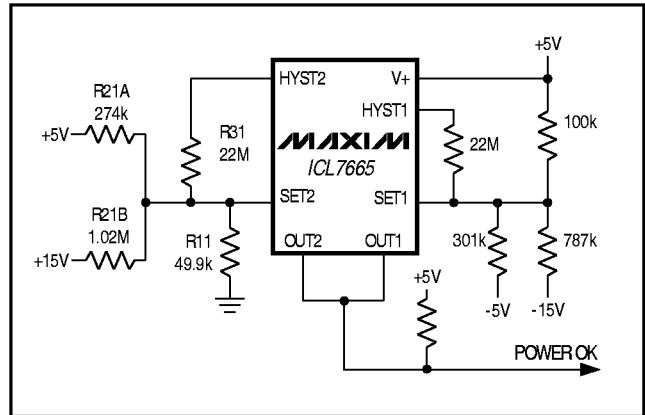 +5V
HYST2
V+
R21A
274k
HYST1
+5V
R31
22M
MAXIM
ICL7665
22M
100k
R21B
1.02M
SET2
SET1
+15V
R11
49.9k
OUT2
OUT1
301k
787k
+5V
-5V
-15V
POWER OK